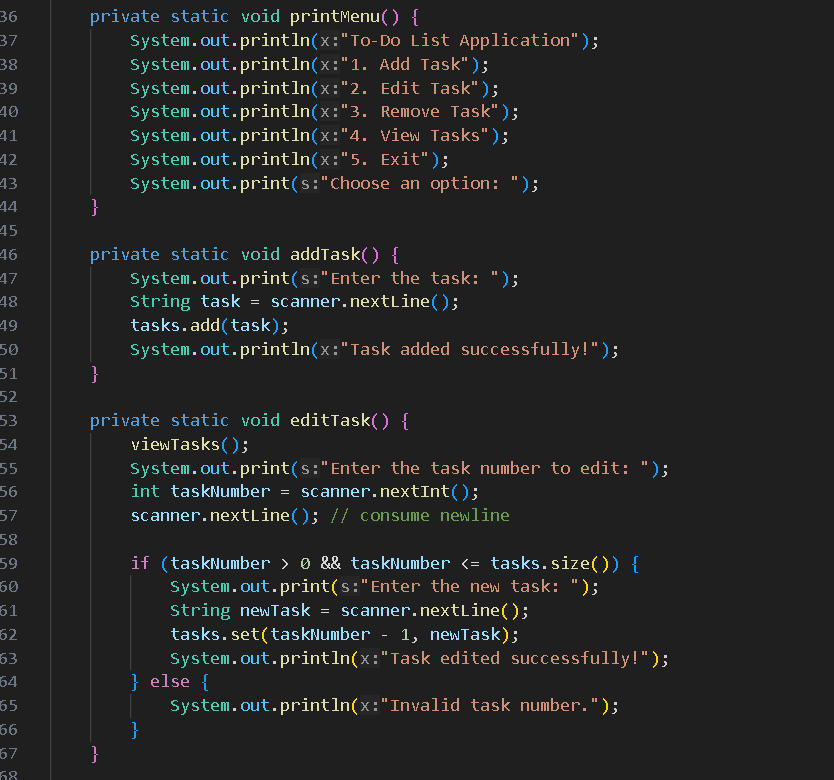 36 private static void printMenu() {
37 System.out.println(x:"To-Do List Application");
38 System.out.println(x:"1. Add Task");
39 System.out.println(x:"2. Edit Task");
40 System.out.println(x:"3. Remove Task");
41 System.out.println(x:"4. View Tasks");
42 System.out.println(x:"5. Exit");
43 System.out.print(s:"Choose an option: ");
44 }
45
46 private static void addTask() {
47 System.out.print(s:"Enter the task: ");
48 String task = scanner.nextLine();
49 tasks.add(task);
50 System.out.println(x:"Task added successfully!");
51 }
52
53 private static void editTask() {
54 viewTasks();
55 System.out.print(s:"Enter the task number to edit: ");
56 int taskNumber = scanner.nextInt();
57 scanner.nextLine(); // consume newline
58
59 if (taskNumber > 0 && taskNumber <= tasks.size()) {
60 System.out.print(s:"Enter the new task: ");
61 String newTask = scanner.nextLine();
62 tasks.set(taskNumber - 1, newTask);
63 System.out.println(x:"Task edited successfully!");
64 } else {
65 System.out.println(x:"Invalid task number.");
66 }
67 }
68